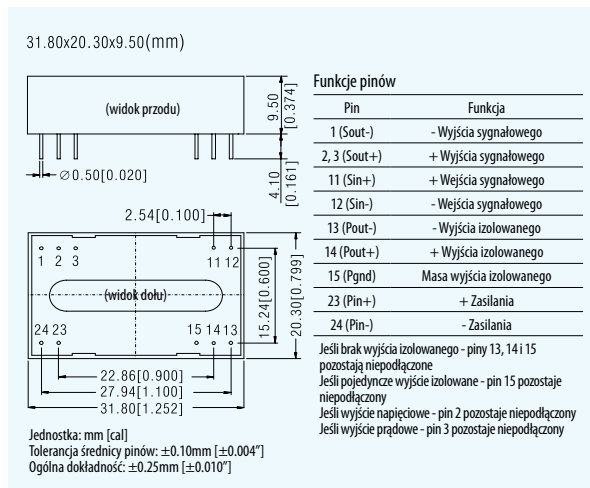 31.80x20.30x9.50(mm)
(widok przodu)
9.50
[0.374]
4.10
[0.161]
∅0.50[0.020]
2.54[0.100]
1 2 3
11 12
(widok dołu)
24 23
15 14 13
15.24[0.600]
20.30[0.799]
22.86[0.900]
27.94[1.100]
31.80[1.252]
Jednostka: mm [cal]
Tolerancja średnicy pinów: ±0.10mm [±0.004”]
Ogólna dokładność: ±0.25mm [±0.010”]
Funkcje pinów
Pin Funkcja
1 (Sout-) - Wyjścia sygnałowego
2, 3 (Sout+) + Wyjścia sygnałowego
11 (Sin+) + Wejścia sygnałowego
12 (Sin-) - Wejścia sygnałowego
13 (Pout-) - Wyjścia izolowanego
14 (Pout+) + Wyjścia izolowanego
15 (Pgnd) Masa wyjścia izolowanego
23 (Pin+) + Zasilania
24 (Pin-) - Zasilania
Jeśli brak wyjścia izolowanego - piny 13, 14 i 15
pozostają niepodłączone
Jeśli pojedyncze wyjście izolowane - pin 15 pozostaje
niepodłączony
Jeśli wyjście napięciowe - pin 2 pozostaje niepodłączony
Jeśli wyjście prądowe - pin 3 pozostaje niepodłączony